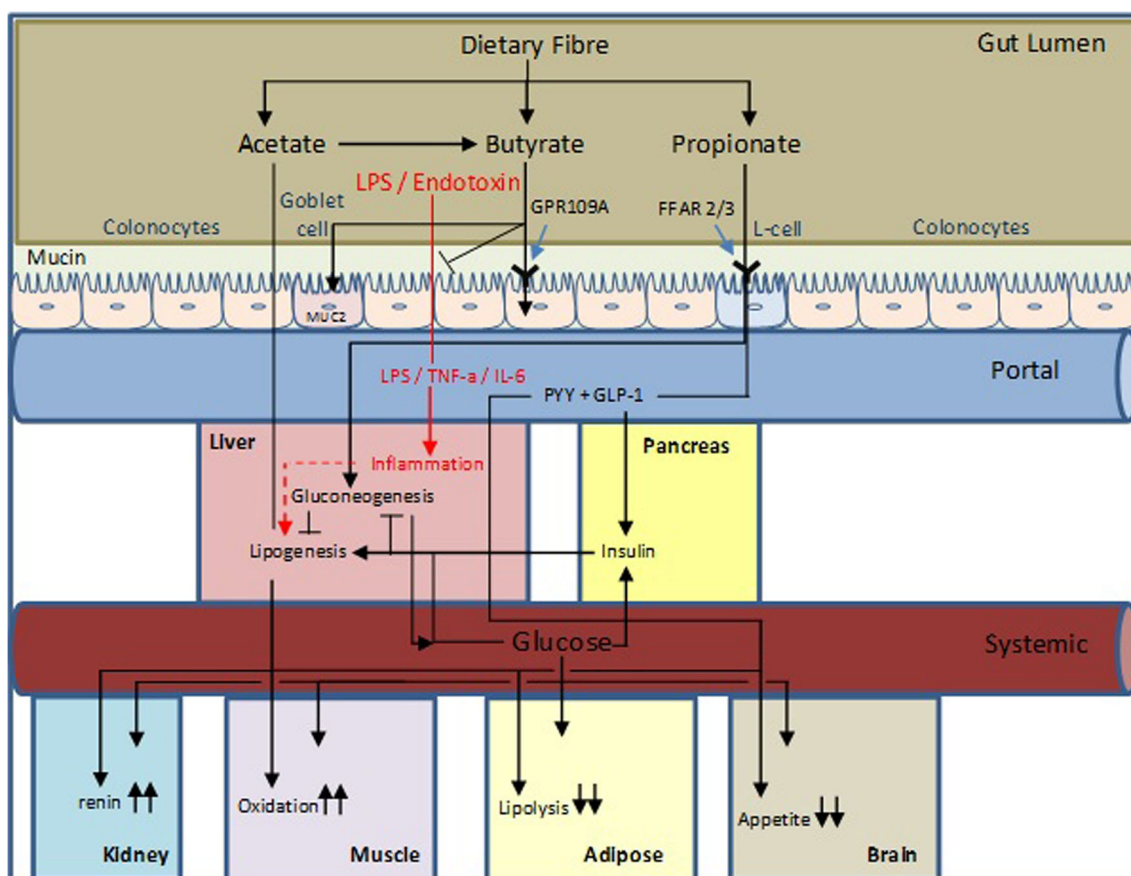 Dietary Fibre
Gut Lumen
Acetate
Butyrate
Propionate
LPS / Endotoxin
Goblet
cell
GPR109A
FFAR 2/3
Colonocytes
L-cell
Colonocytes
Mucin
MUC2
Portal
LPS / TNF-a / IL-6
PYY + GLP-1
Liver
Pancreas
Inflammation
Gluconeogenesis
Lipogenesis
Insulin
Glucose
Systemic
renin
Oxidation
Lipolysis
Appetite
Kidney
Muscle
Adipose
Brain